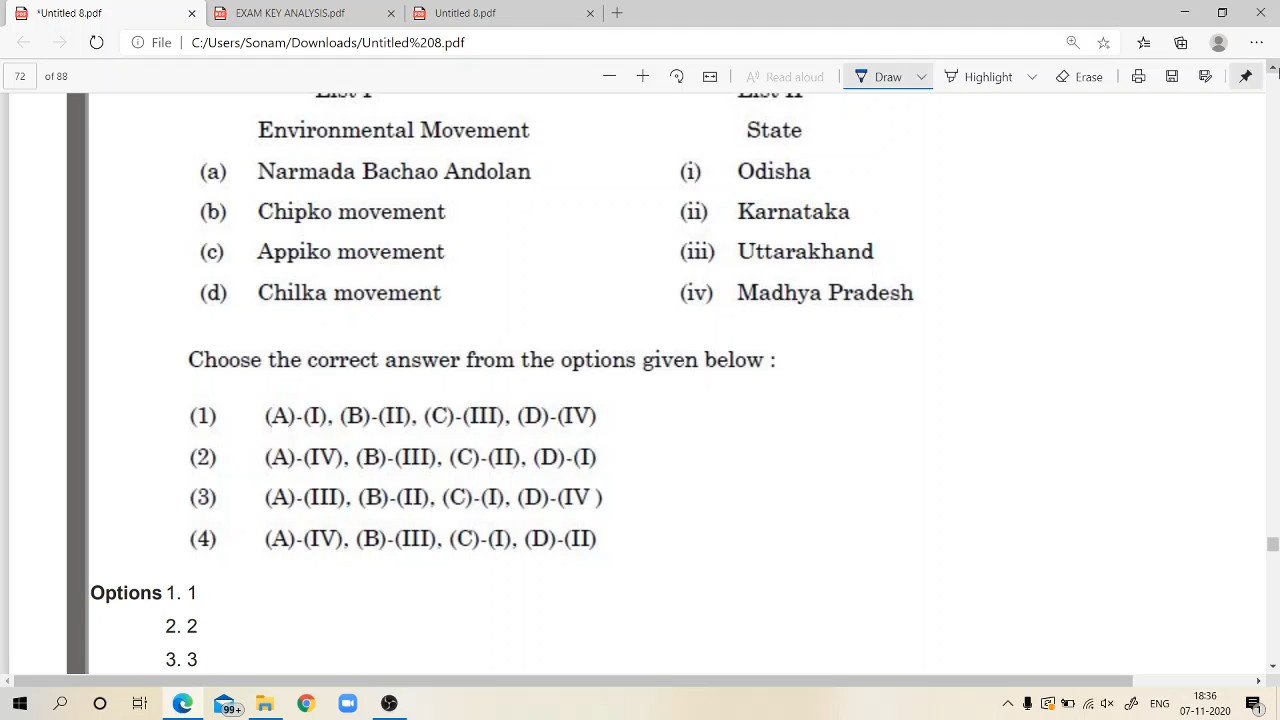 *Untitled 8.pdf
EXAM KEY ANALYSIS.pdf
Untitled 8.pdf
File C:/Users/Sonam/Downloads/Untitled%208.pdf
72 of 88
Read aloud
Draw
Highlight
Erase
List I List II
Environmental Movement State
(a) Narmada Bachao Andolan (i) Odisha
(b) Chipko movement (ii) Karnataka
(c) Appiko movement (iii) Uttarakhand
(d) Chilka movement (iv) Madhya Pradesh
Choose the correct answer from the options given below :
(1) (A)-(I), (B)-(II), (C)-(III), (D)-(IV)
(2) (A)-(IV), (B)-(III), (C)-(II), (D)-(I)
(3) (A)-(III), (B)-(II), (C)-(I), (D)-(IV )
(4) (A)-(IV), (B)-(III), (C)-(I), (D)-(II)
Options 1. 1
2. 2
3. 3
99+
ENG
18:36
07-11-2020
1